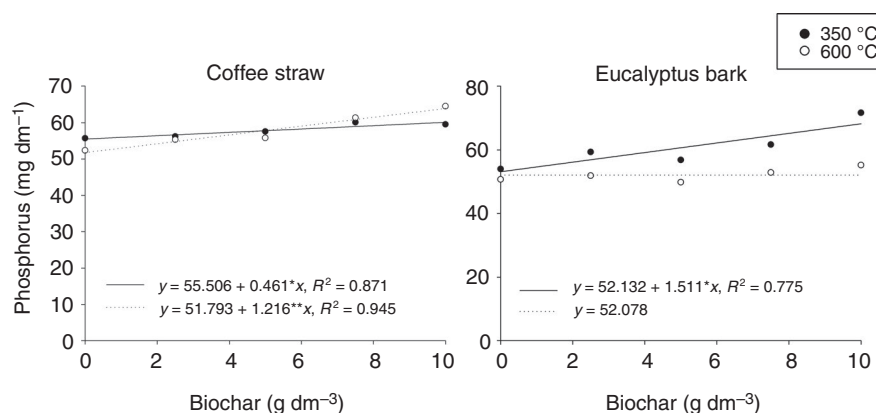 350 °C
600 °C
Coffee straw
Eucalyptus bark
Phosphorus (mg dm⁻¹)
70
60
50
40
30
20
10
0
y = 55.506 + 0.461*x, R² = 0.871
y = 51.793 + 1.216**x, R² = 0.945
0 2 4 6 8 10
Biochar (g dm⁻³)
80
60
40
20
0
y = 52.132 + 1.511*x, R² = 0.775
y = 52.078
0 2 4 6 8 10
Biochar (g dm⁻³)